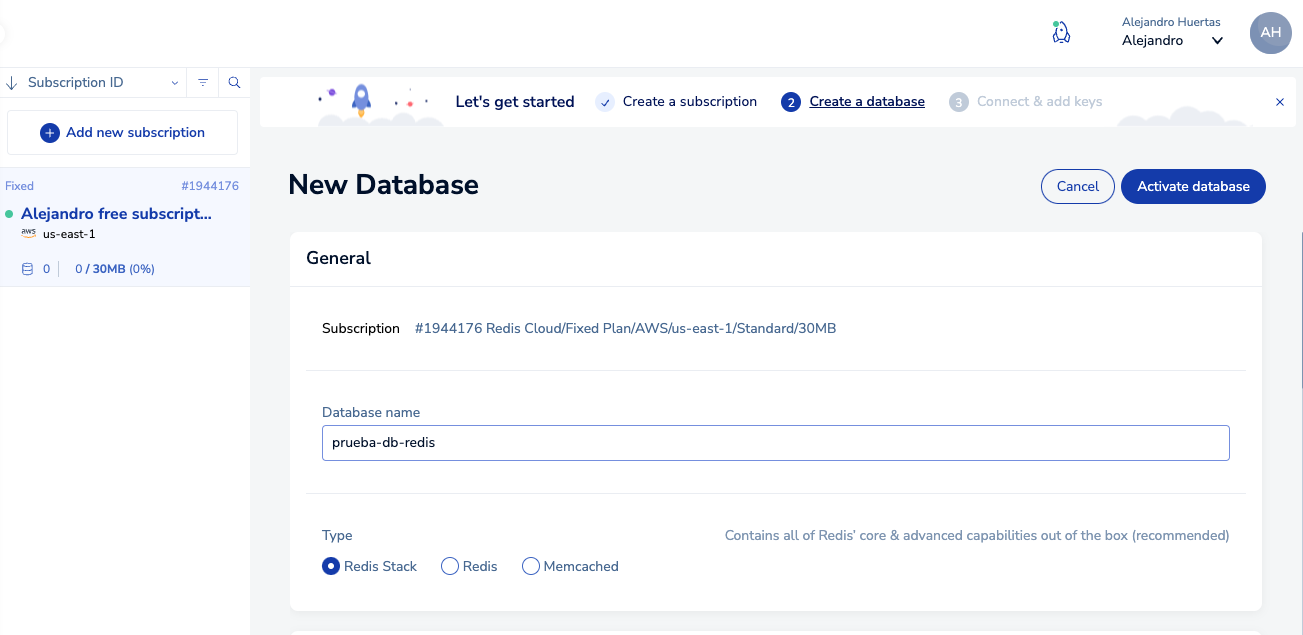 Alejandro Huertas
Alejandro
AH
Subscription ID
Let's get started
Create a subscription
2
Create a database
3
Connect & add keys
Add new subscription
New Database
Cancel
Activate database
Fixed
#1944176
Alejandro free subscript...
aws
us-east-1
0
0 / 30MB (0%)
General
Subscription
#1944176 Redis Cloud/Fixed Plan/AWS/us-east-1/Standard/30MB
Database name
prueba-db-redis
Type
Contains all of Redis’ core & advanced capabilities out of the box (recommended)
Redis Stack
Redis
Memcached